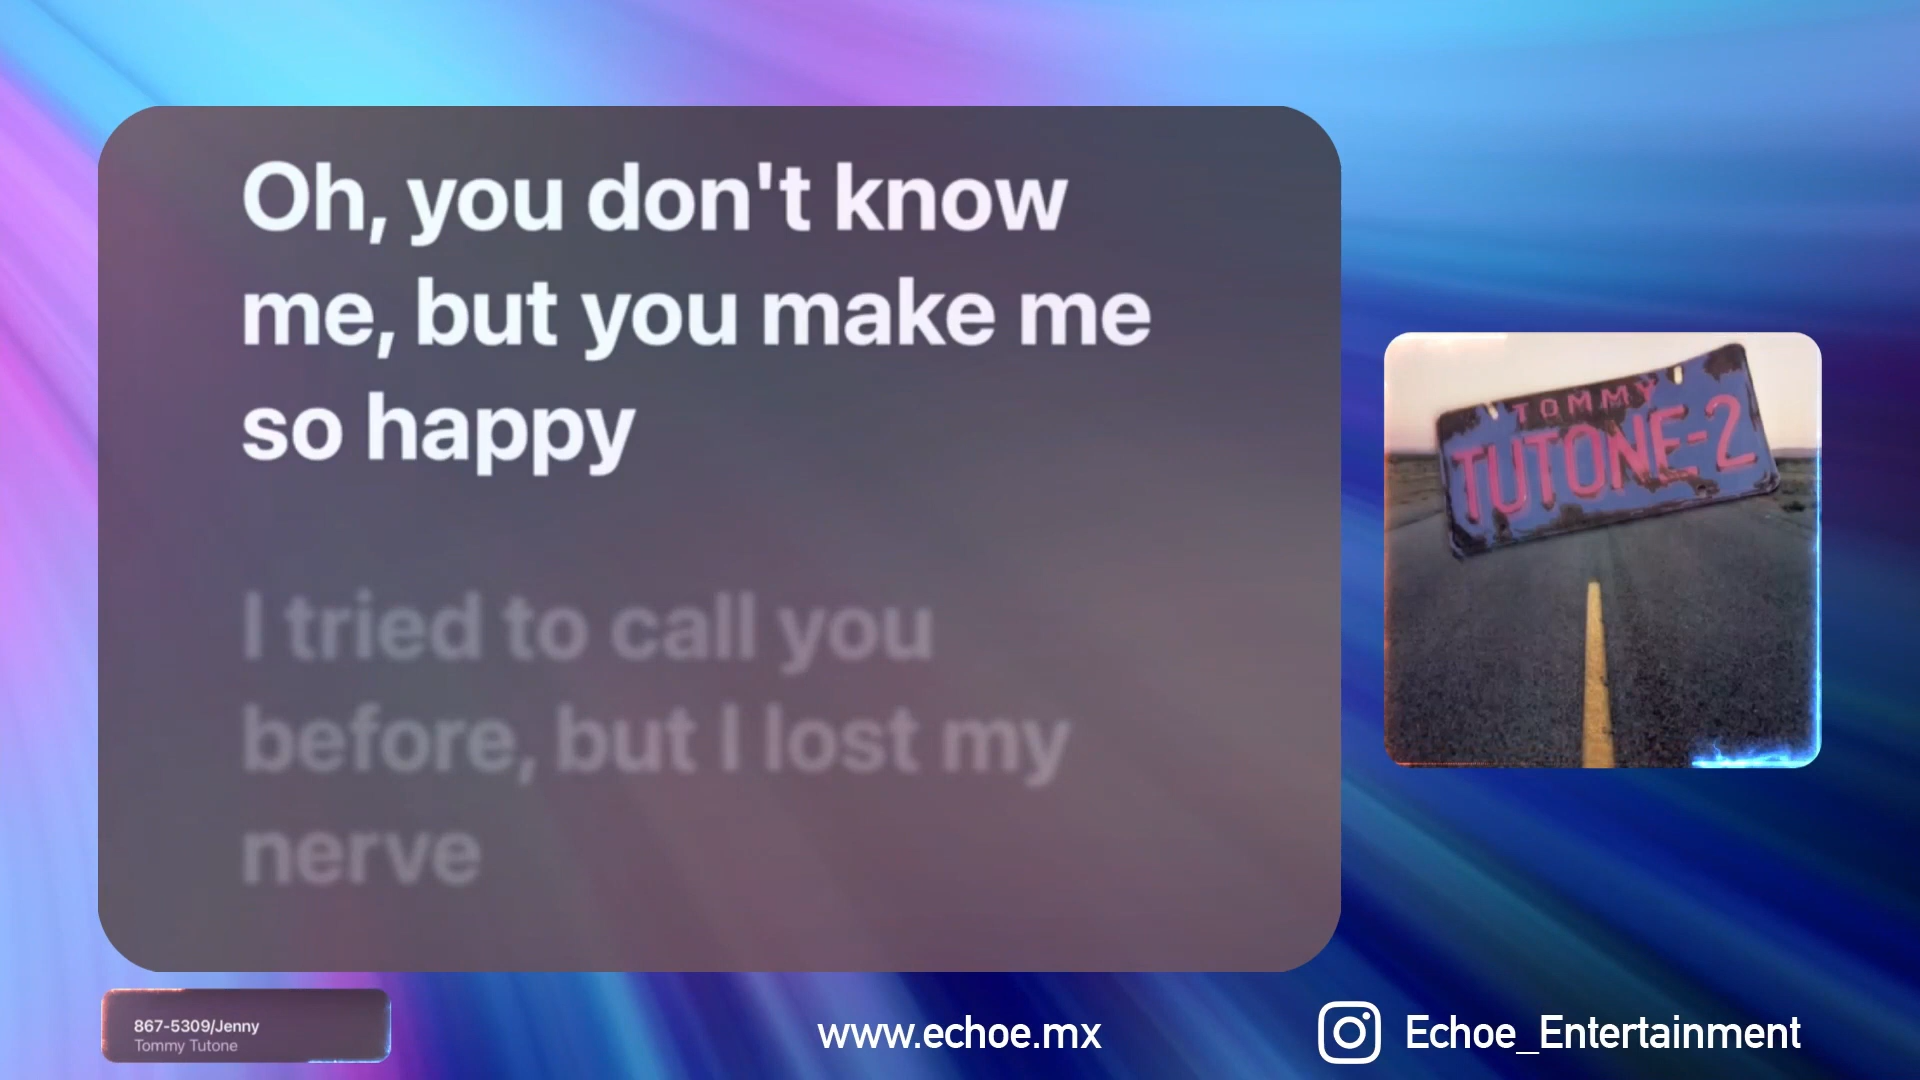 Oh, you don't know
me, but you make me
so happy
I tried to call you
before, but I lost my
nerve
TOMMY
TUTONE-2
867-5309/Jenny
Tommy Tutone
www.echoe.mx
Echoe_Entertainment